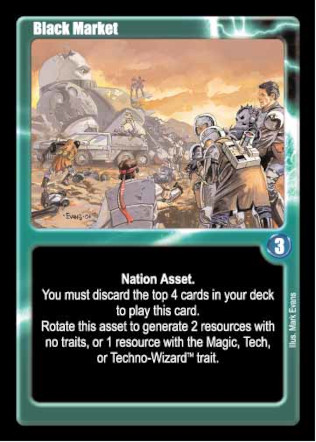 Black Market
-EVANS-04
3
Nation Asset.
You must discard the top 4 cards in your deck
to play this card.
Rotate this asset to generate 2 resources with
no traits, or 1 resource with the Magic, Tech,
or Techno-Wizard™ trait.
Illus. Mark Evans